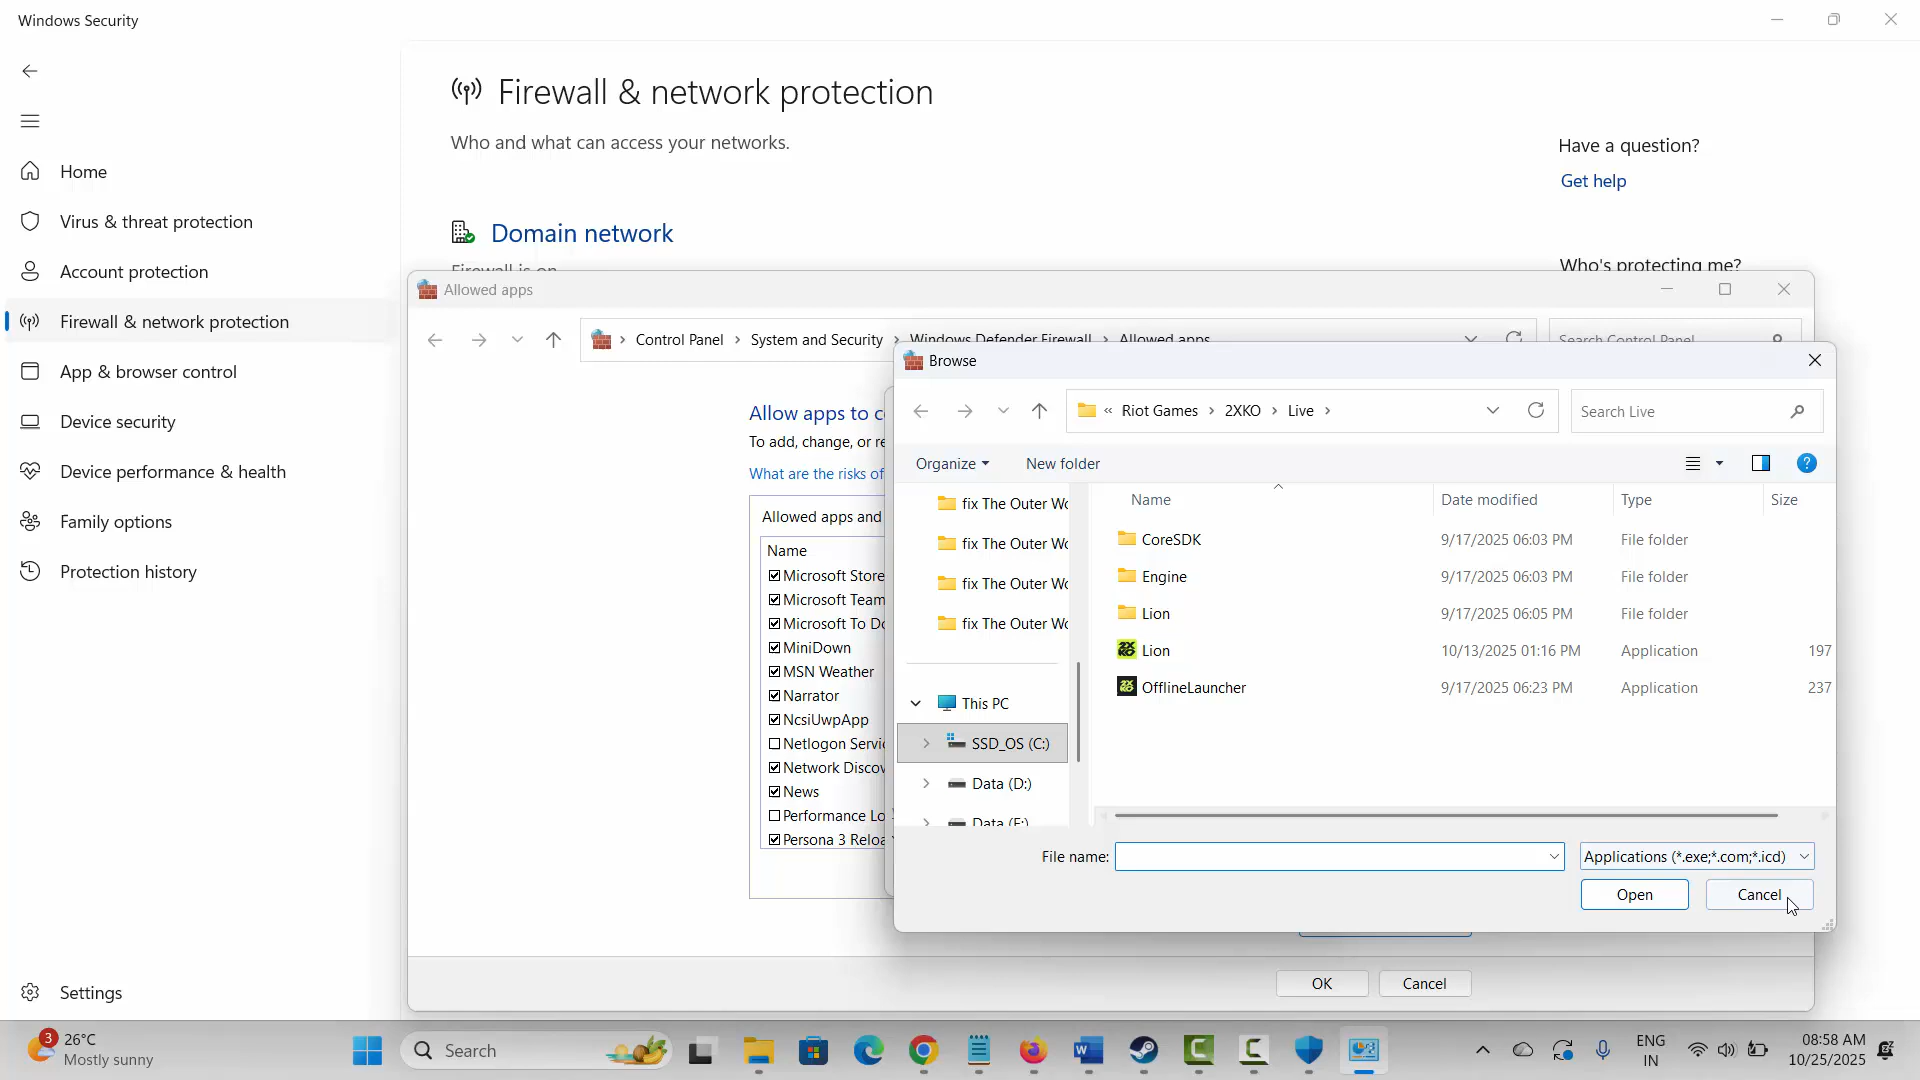 Windows Security
Home
Virus & threat protection
Account protection
Firewall & network protection
App & browser control
Device security
Device performance & health
Family options
Protection history
Settings
Firewall & network protection
Who and what can access your networks.
Domain network
Firewall is on
Have a question?
Get help
Who's protecting me?
Allowed apps
Control Panel > System and Security > Windows Defender Firewall > Allowed apps
Search Control Panel
Allow apps to c
To add, change, or re
What are the risks of
Allowed apps and
Name
Microsoft Store
Microsoft Team
Microsoft To Do
MiniDown
MSN Weather
Narrator
NcsiUwpApp
Netlogon Servi
Network Discov
News
Performance Lo
Persona 3 Reloa
OK
Cancel
Browse
« Riot Games > 2XKO > Live >
Search Live
Organize
New folder
fix The Outer Wo
fix The Outer Wo
fix The Outer Wo
fix The Outer Wo
This PC
SSD_OS (C:)
Data (D:)
Data (E:)
Name Date modified Type Size
CoreSDK 9/17/2025 06:03 PM File folder
Engine 9/17/2025 06:03 PM File folder
Lion 9/17/2025 06:05 PM File folder
Lion 10/13/2025 01:16 PM Application 197
OfflineLauncher 9/17/2025 06:23 PM Application 237
File name:
Applications (*.exe;*.com;*.icd)
Open
Cancel
3
26°C
Mostly sunny
Search
ENG
IN
08:58 AM
10/25/2025